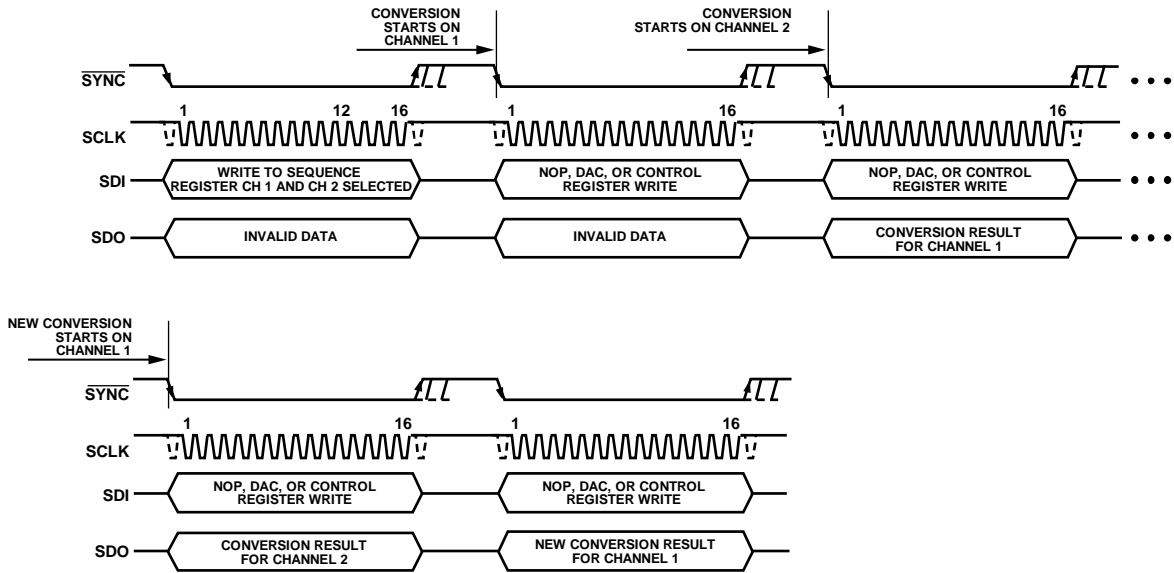 CONVERSION
STARTS ON
CHANNEL 1
CONVERSION
STARTS ON CHANNEL 2
SYNC
1 12 16 1 16 1 16
SCLK
SDI
WRITE TO SEQUENCE
REGISTER CH 1 AND CH 2 SELECTED
NOP, DAC, OR CONTROL
REGISTER WRITE
NOP, DAC, OR CONTROL
REGISTER WRITE
SDO
INVALID DATA
INVALID DATA
CONVERSION RESULT
FOR CHANNEL 1
NEW CONVERSION
STARTS ON
CHANNEL 1
SYNC
1 16 1 16
SCLK
SDI
NOP, DAC, OR CONTROL
REGISTER WRITE
NOP, DAC, OR CONTROL
REGISTER WRITE
SDO
CONVERSION RESULT
FOR CHANNEL 2
NEW CONVERSION RESULT
FOR CHANNEL 1